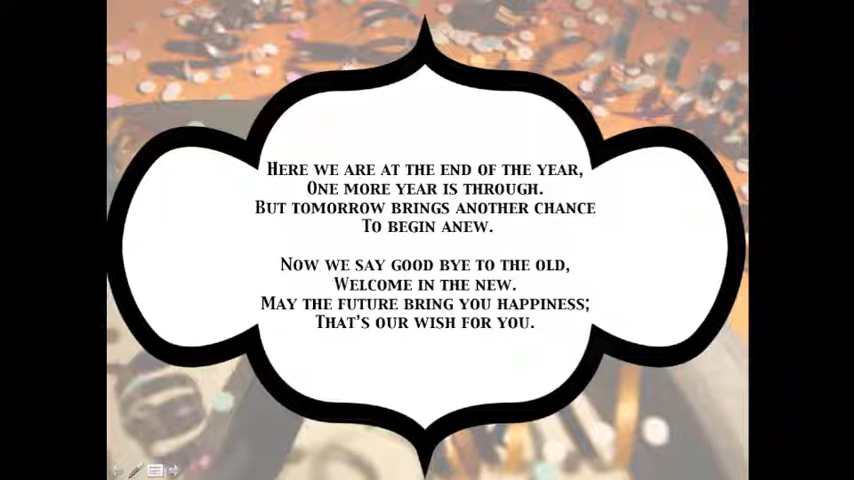 Here we are at the end of the year,
One more year is through.
But tomorrow brings another chance
To begin anew.
Now we say good bye to the old,
Welcome in the new.
May the future bring you happiness;
That's our wish for you.